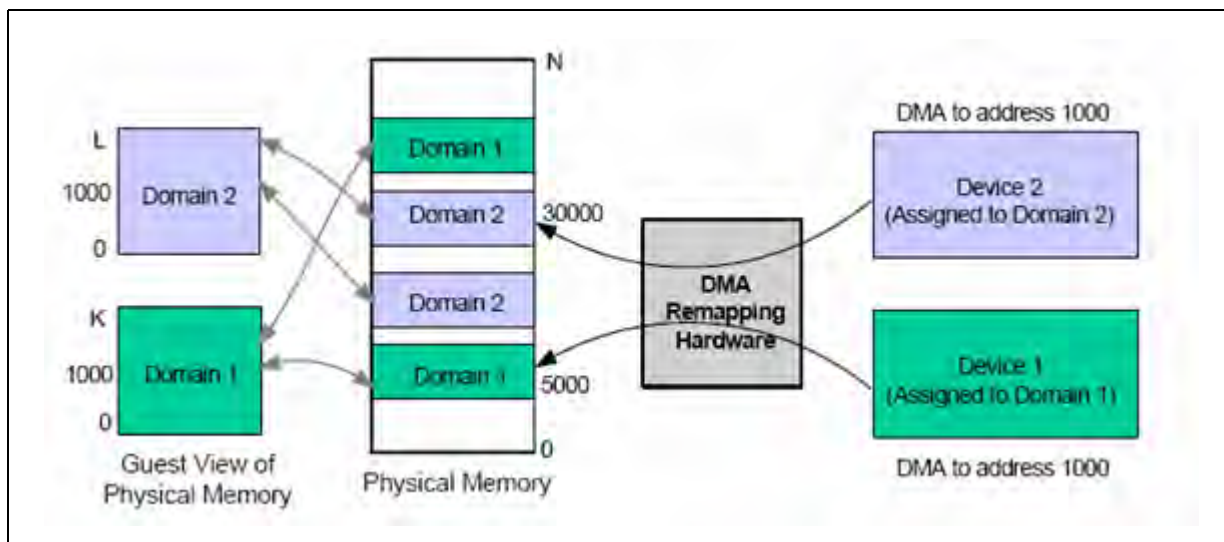 L
1000
0
Domain 2
K
1000
0
Domain 1
Guest View of
Physical Memory
N
Domain 1
Domain 2
30000
Domain 2
Domain 1
5000
0
Physical Memory
DMA
Remapping
Hardware
DMA to address 1000
Device 2
(Assigned to Domain 2)
Device 1
(Assigned to Domain 1)
DMA to address 1000